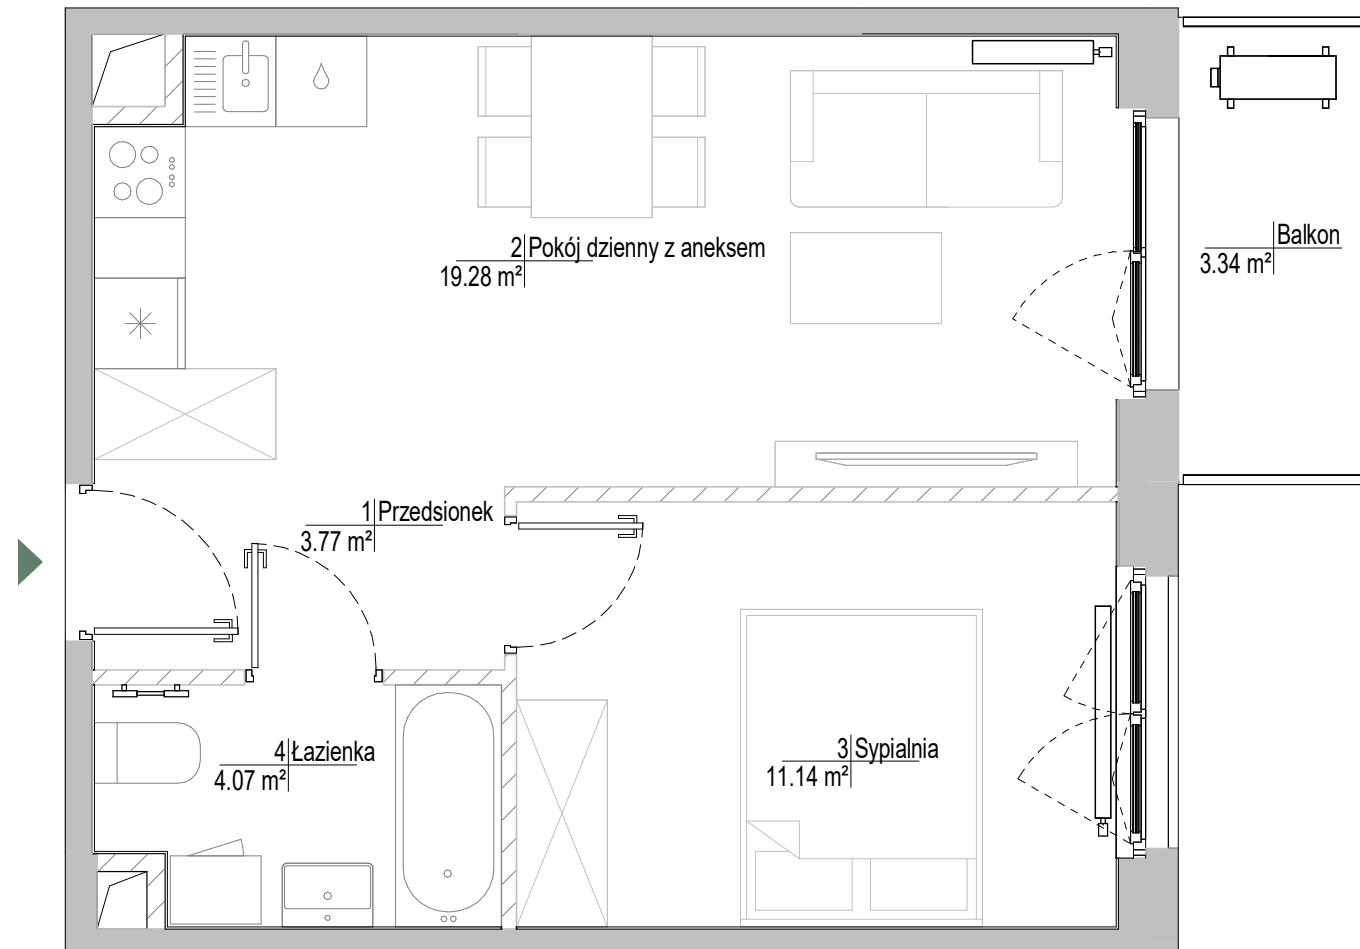 2 Pokój dzienny z aneksem
19.28 m²
Balkon
3.34 m²
1 Przedsionek
3.77 m²
4 Łazienka
4.07 m²
3 Sypialnia
11.14 m²